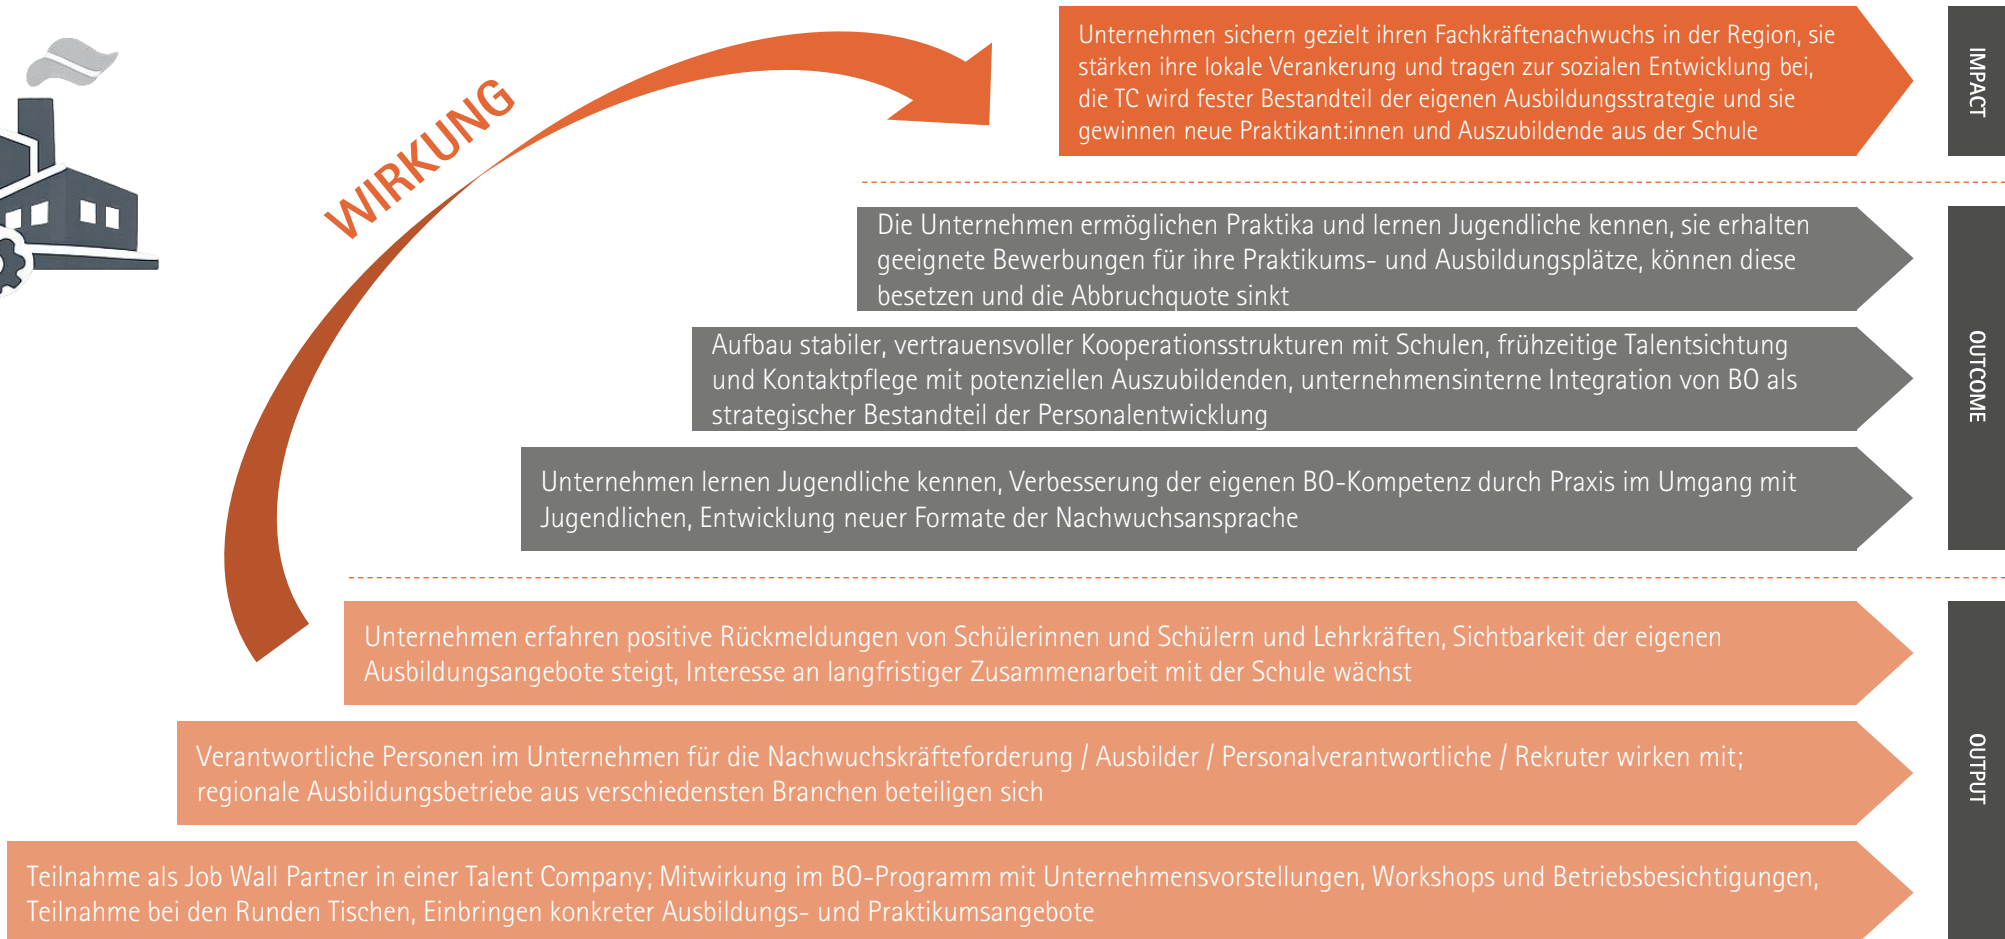 WIRKUNG
Unternehmen sichern gezielt ihren Fachkräftenachwuchs in der Region, sie
stärken ihre lokale Verankerung und tragen zur sozialen Entwicklung bei,
die TC wird fester Bestandteil der eigenen Ausbildungsstrategie und sie
gewinnen neue Praktikant:innen und Auszubildende aus der Schule
IMPACT
Die Unternehmen ermöglichen Praktika und lernen Jugendliche kennen, sie erhalten
geeignete Bewerbungen für ihre Praktikums- und Ausbildungsplätze, können diese
besetzen und die Abbruchquote sinkt
Aufbau stabiler, vertrauensvoller Kooperationsstrukturen mit Schulen, frühzeitige Talentsichtung
und Kontaktpflege mit potenziellen Auszubildenden, unternehmensinterne Integration von BO als
strategischer Bestandteil der Personalentwicklung
Unternehmen lernen Jugendliche kennen, Verbesserung der eigenen BO-Kompetenz durch Praxis im Umgang mit
Jugendlichen, Entwicklung neuer Formate der Nachwuchsansprache
OUTCOME
Unternehmen erfahren positive Rückmeldungen von Schülerinnen und Schülern und Lehrkräften, Sichtbarkeit der eigenen
Ausbildungsangebote steigt, Interesse an langfristiger Zusammenarbeit mit der Schule wächst
Verantwortliche Personen im Unternehmen für die Nachwuchskräfteforderung / Ausbilder / Personalverantwortliche / Rekruter wirken mit;
regionale Ausbildungsbetriebe aus verschiedensten Branchen beteiligen sich
Teilnahme als Job Wall Partner in einer Talent Company; Mitwirkung im BO-Programm mit Unternehmensvorstellungen, Workshops und Betriebsbesichtigungen,
Teilnahme bei den Runden Tischen, Einbringen konkreter Ausbildungs- und Praktikumsangebote
OUTPUT